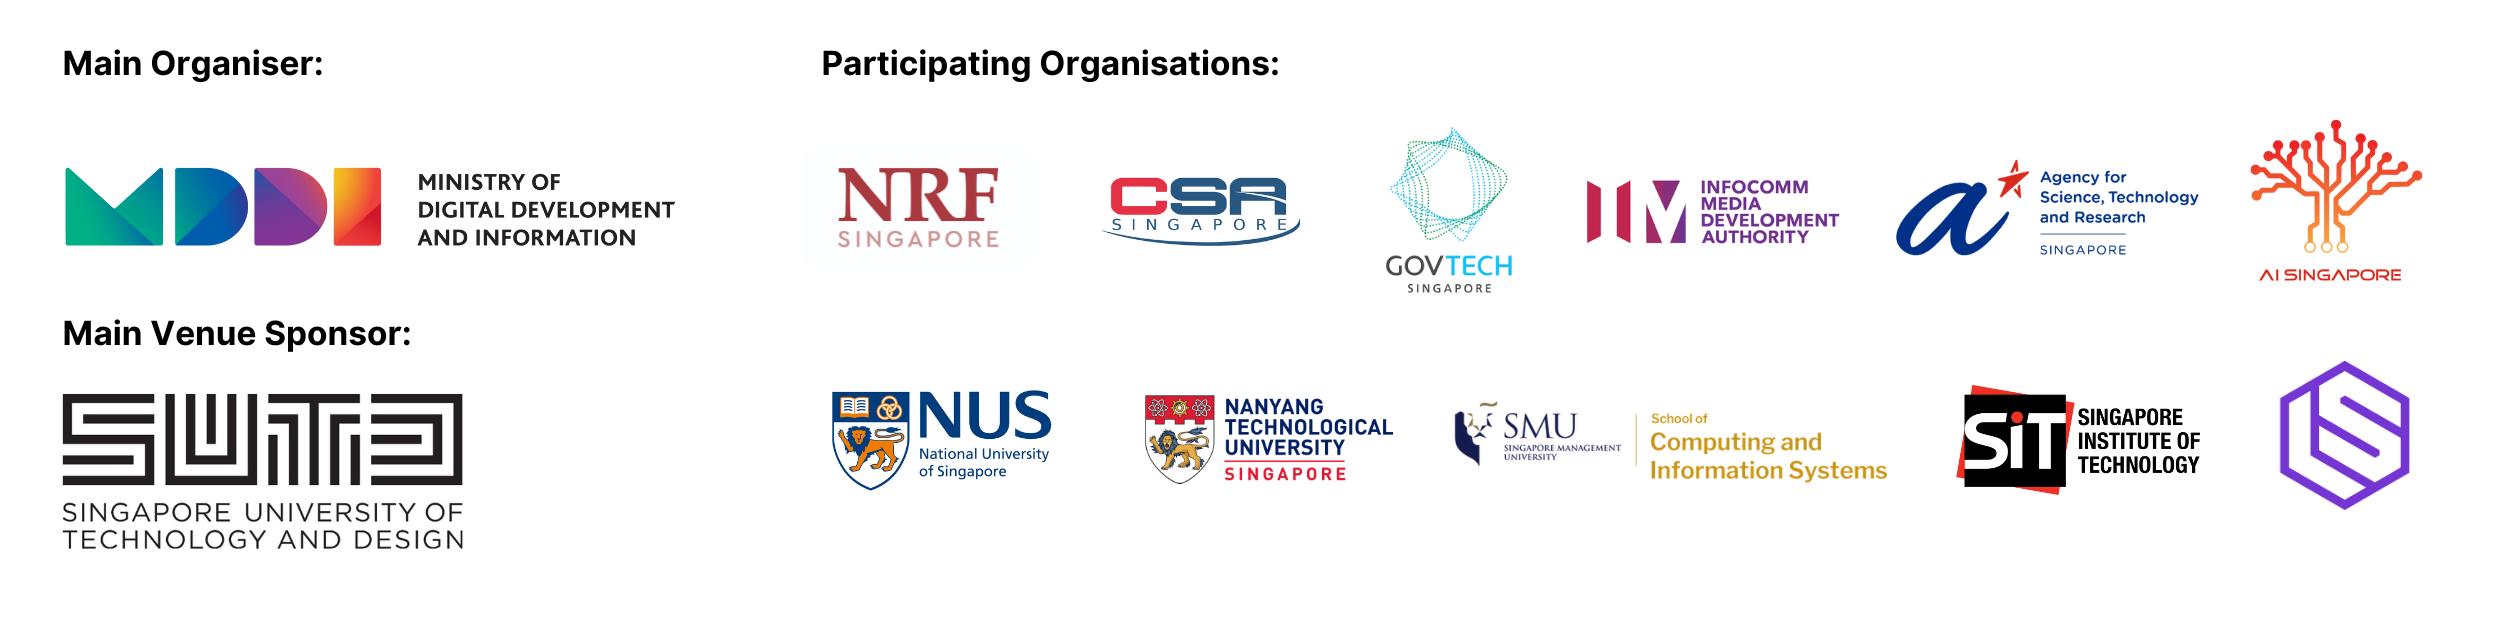 Main Organiser:
MDDI
MINISTRY OF
DIGITAL DEVELOPMENT
AND INFORMATION
Main Venue Sponsor:
SUTD
SINGAPORE UNIVERSITY OF
TECHNOLOGY AND DESIGN
Participating Organisations:
NRF
SINGAPORE
CSA
SINGAPORE
GOVTECH
SINGAPORE
IM
INFOCOMM
MEDIA
DEVELOPMENT
AUTHORITY
a
Agency for
Science, Technology
and Research
SINGAPORE
AI SINGAPORE
NUS
National University
of Singapore
NANYANG
TECHNOLOGICAL
UNIVERSITY
SINGAPORE
SMU
SINGAPORE MANAGEMENT
UNIVERSITY
School of
Computing and
Information Systems
SiT
SINGAPORE
INSTITUTE OF
TECHNOLOGY